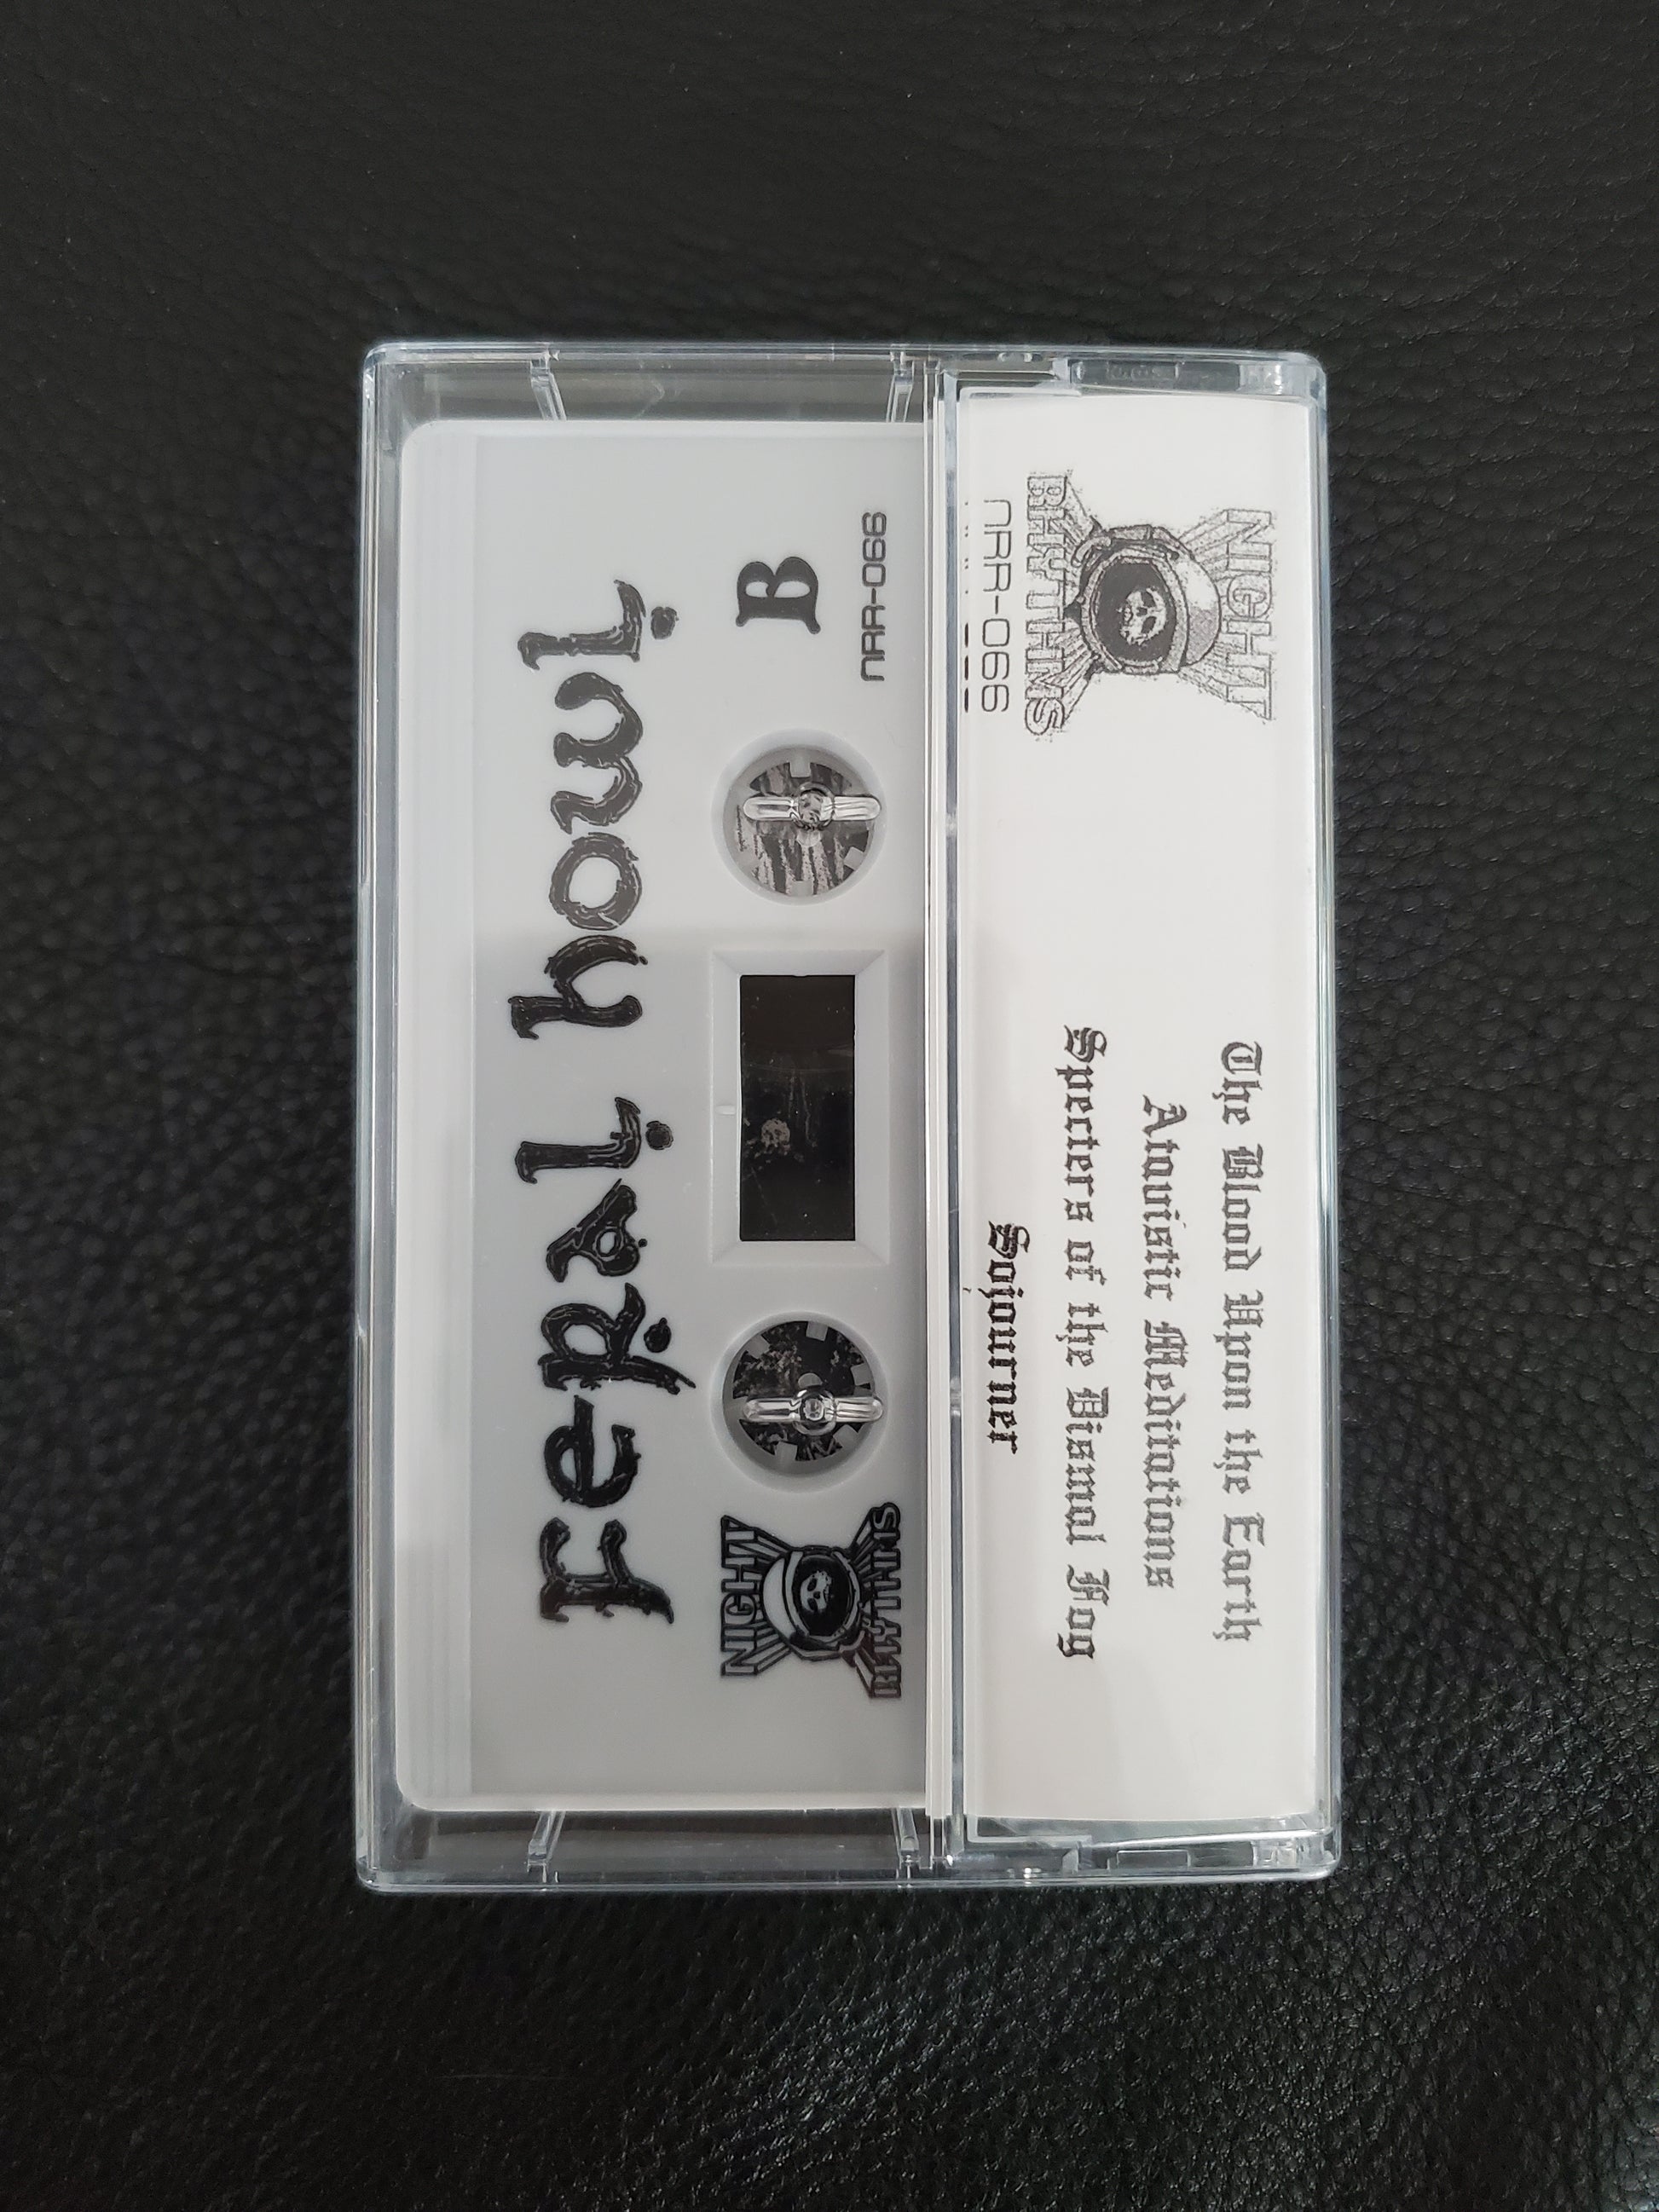 The Blood Upon the Earth
Atavistic Meditations
Specters of the Dismal Fog
Sojourner
NIGHT
RHYTHMS
NRR-066
Feral howl
B
NRR-066
NIGHT
RHYTHMS